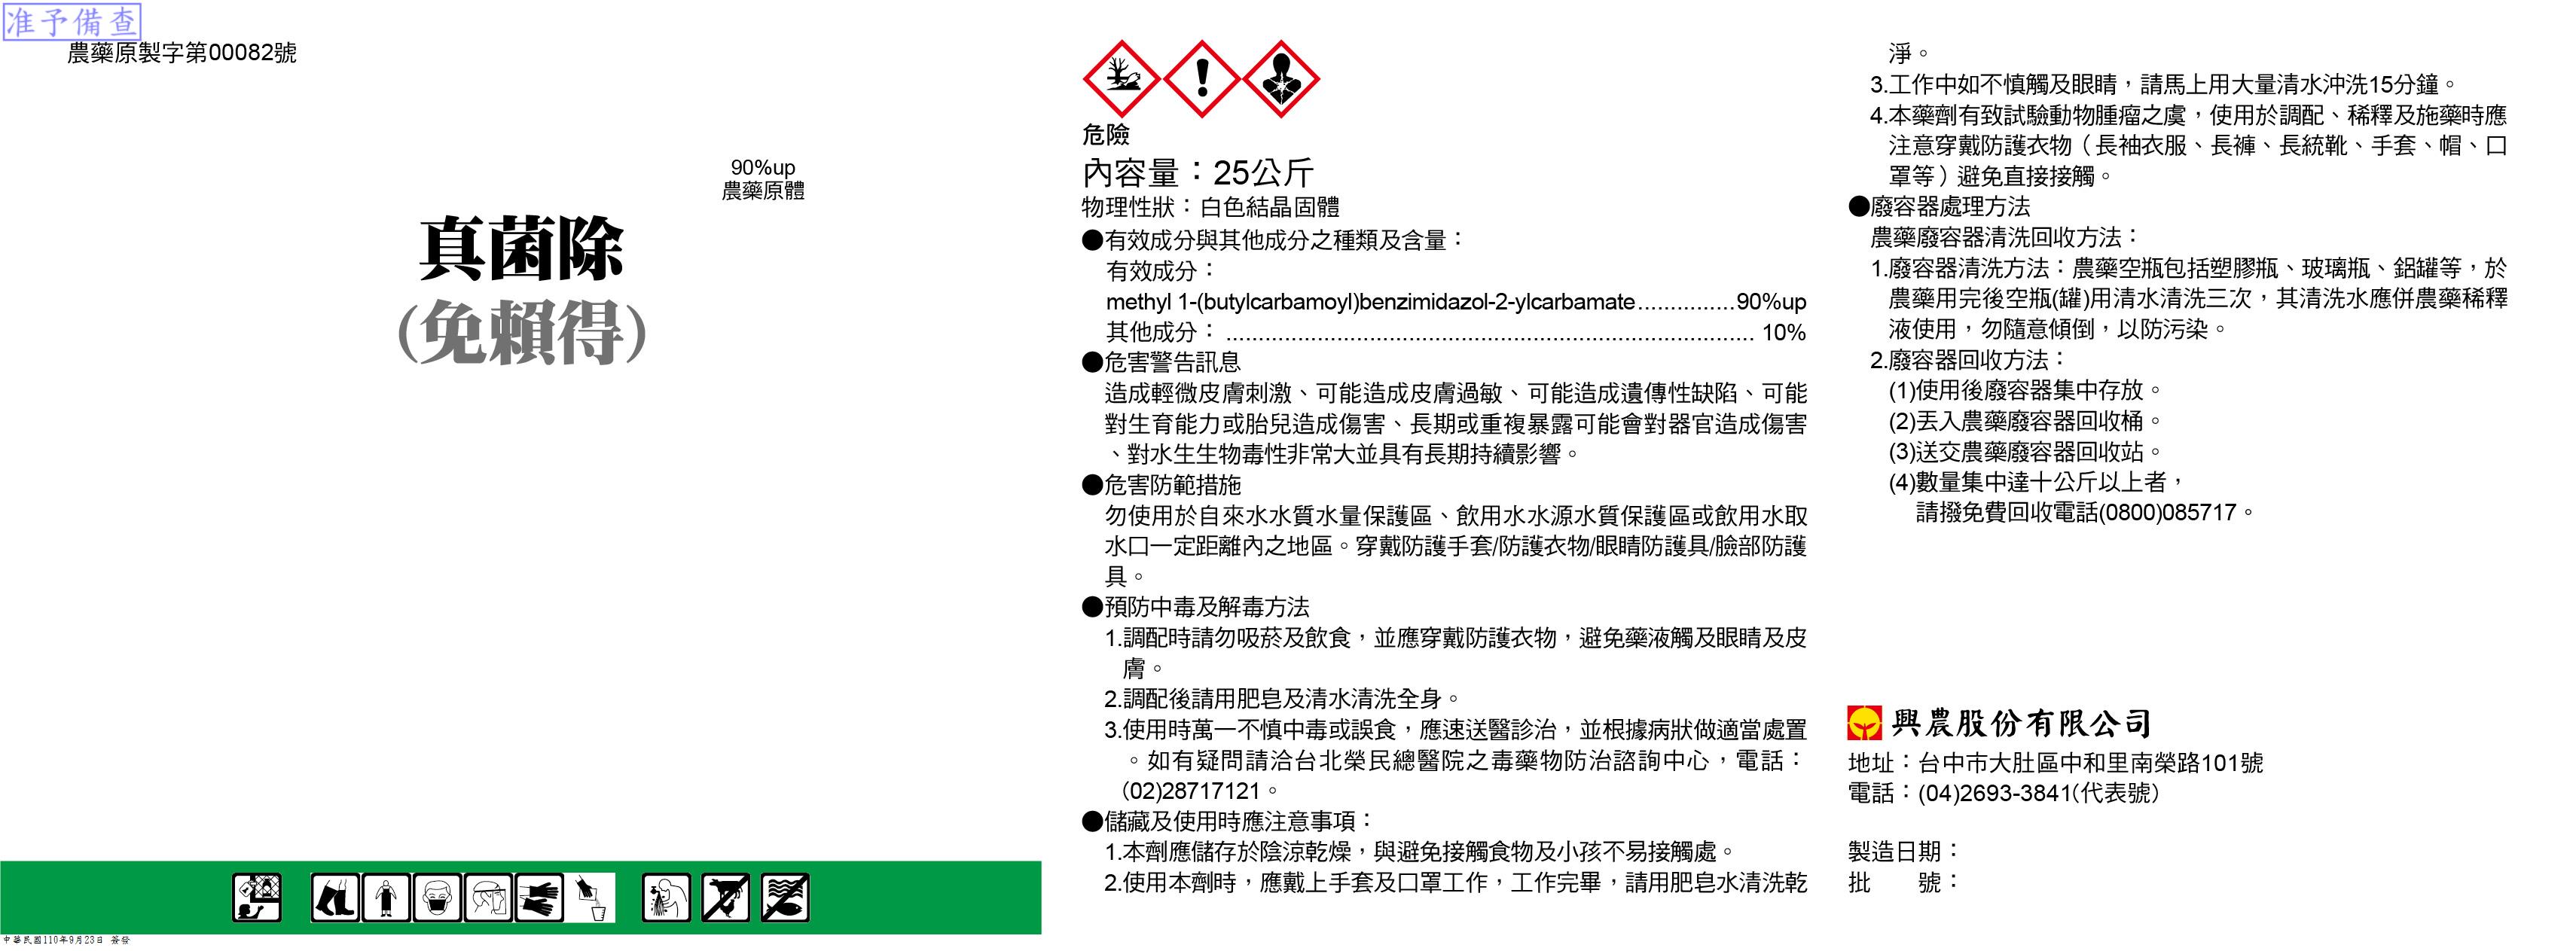 准予備查
農藥原製字第00082號
90%up
農藥原體
真菌除
(免賴得)
中華民國110年9月23日 簽發
危險
內容量：25公斤
物理性狀：白色結晶固體
●有效成分與其他成分之種類及含量：
有效成分：
methyl 1-(butylcarbamoyl)benzimidazol-2-ylcarbamate...............90%up
其他成分：................................................................................ 10%
●危害警告訊息
造成輕微皮膚刺激、可能造成皮膚過敏、可能造成遺傳性缺陷、可能
對生育能力或胎兒造成傷害、長期或重複暴露可能會對器官造成傷害
、對水生生物毒性非常大並具有長期持續影響。
●危害防範措施
勿使用於自來水水質水量保護區、飲用水水源水質保護區或飲用水取
水口一定距離內之地區。穿戴防護手套/防護衣物/眼睛防護具/臉部防護
具。
●預防中毒及解毒方法
1.調配時請勿吸菸及飲食，並應穿戴防護衣物，避免藥液觸及眼睛及皮
膚。
2.調配後請用肥皂及清水清洗全身。
3.使用時萬一不慎中毒或誤食，應速送醫診治，並根據病狀做適當處置
。如有疑問請洽台北榮民總醫院之毒藥物防治諮詢中心，電話：
(02)28717121。
●儲藏及使用時應注意事項：
1.本劑應儲存於陰涼乾燥，與避免接觸食物及小孩不易接觸處。
2.使用本劑時，應戴上手套及口罩工作，工作完畢，請用肥皂水清洗乾
淨。
3.工作中如不慎觸及眼睛，請馬上用大量清水沖洗15分鐘。
4.本藥劑有致試驗動物腫瘤之虞，使用於調配、稀釋及施藥時應
注意穿戴防護衣物（長袖衣服、長褲、長統靴、手套、帽、口
罩等）避免直接接觸。
●廢容器處理方法
農藥廢容器清洗回收方法：
1.廢容器清洗方法：農藥空瓶包括塑膠瓶、玻璃瓶、鋁罐等，於
農藥用完後空瓶(罐)用清水清洗三次，其清洗水應併農藥稀釋
液使用，勿隨意傾倒，以防污染。
2.廢容器回收方法：
(1)使用後廢容器集中存放。
(2)丟入農藥廢容器回收桶。
(3)送交農藥廢容器回收站。
(4)數量集中達十公斤以上者，
請撥免費回收電話(0800)085717。
興農股份有限公司
地址：台中市大肚區中和里南榮路101號
電話：(04)2693-3841(代表號)
製造日期：
批　　號：